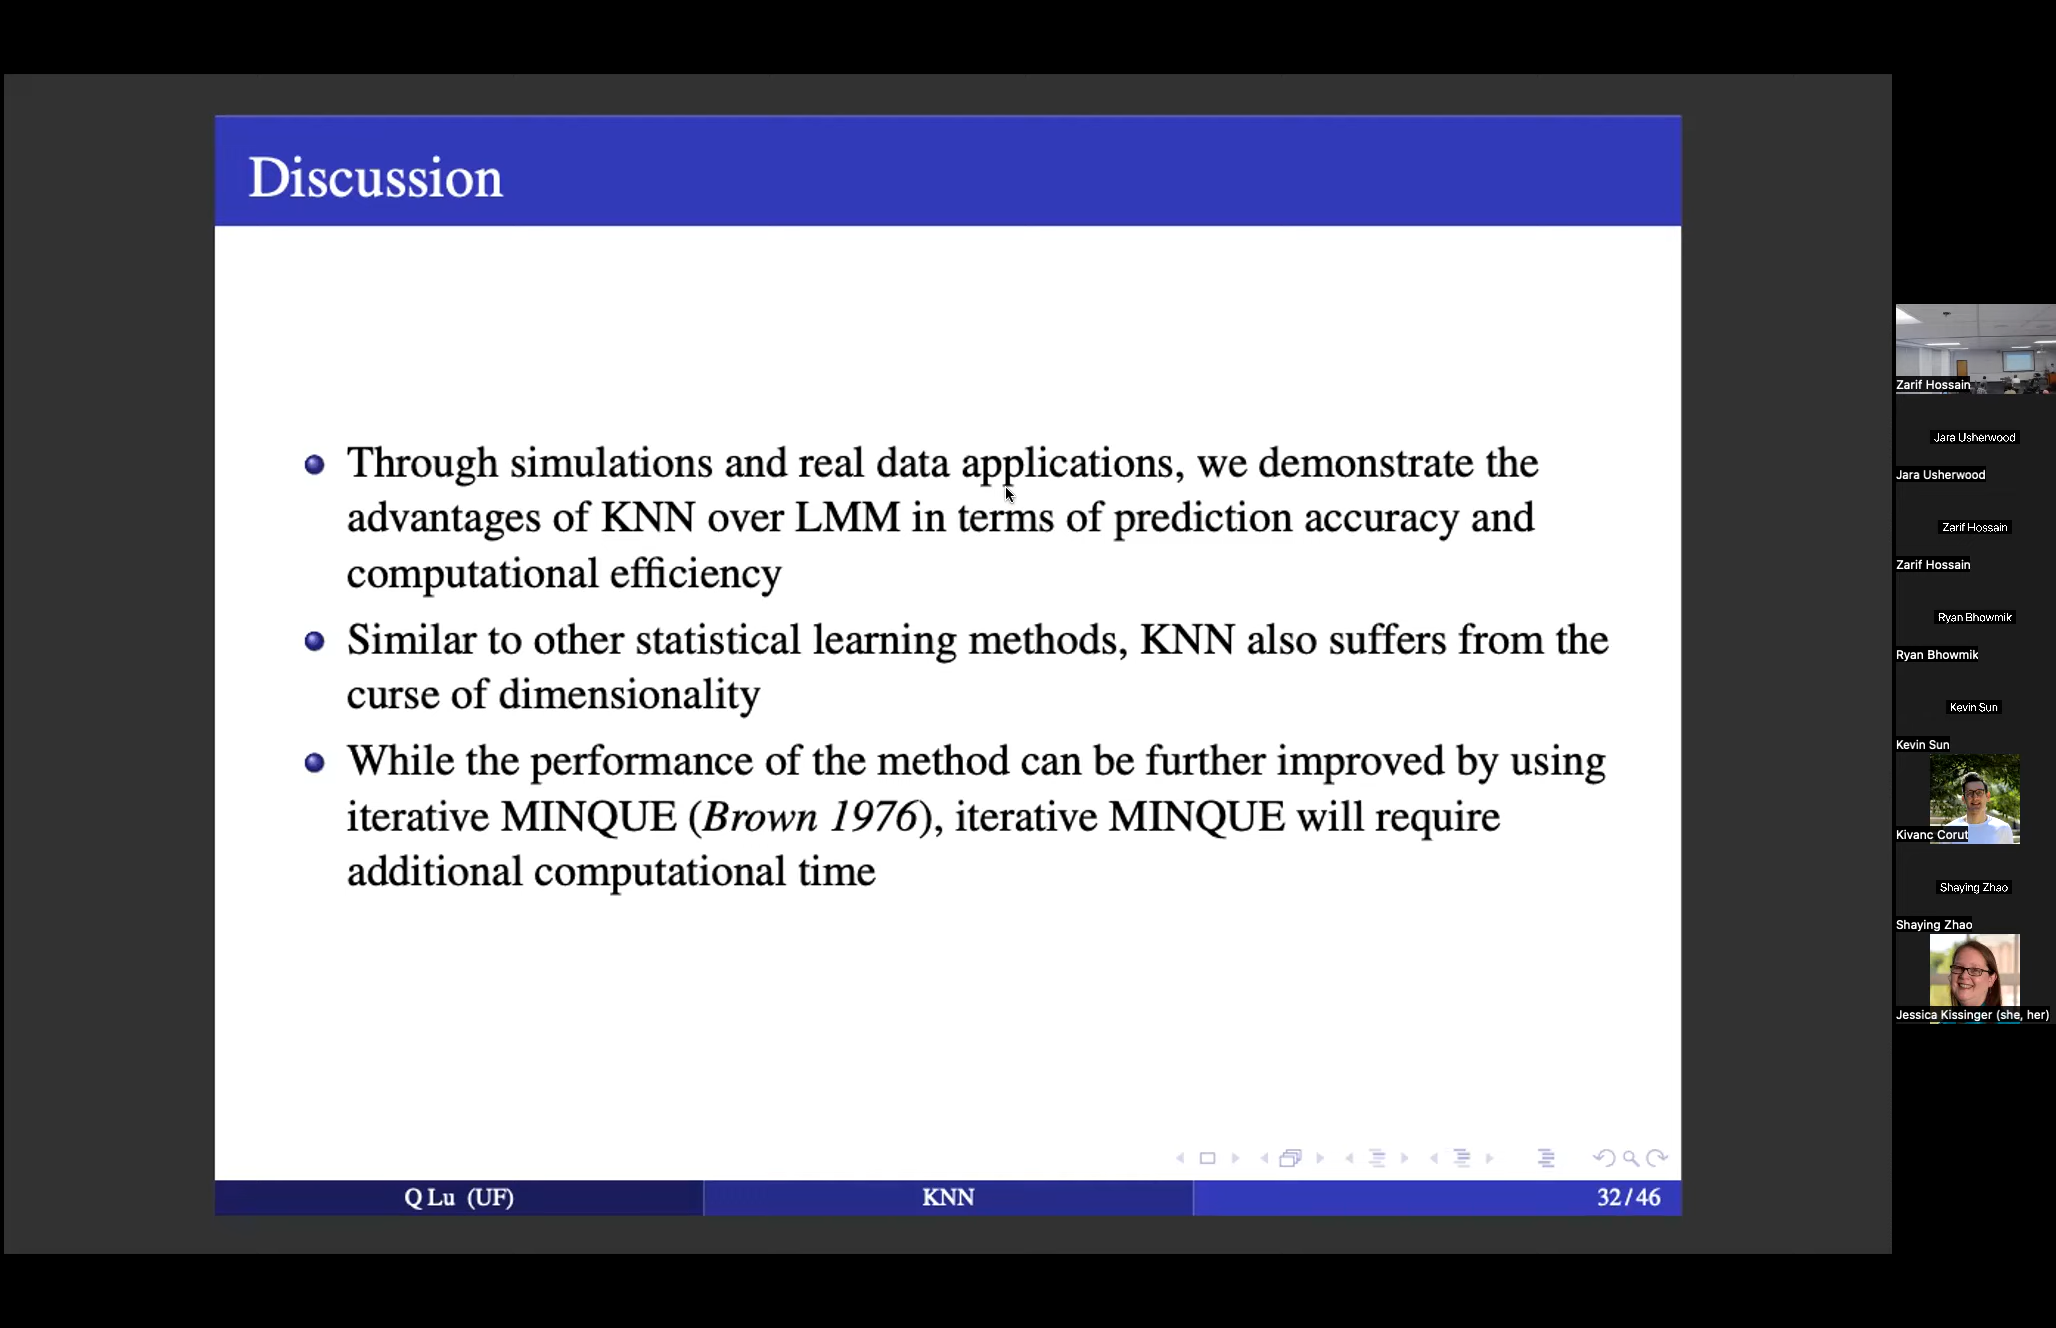 Discussion
Through simulations and real data applications, we demonstrate the
advantages of KNN over LMM in terms of prediction accuracy and
computational efficiency
Similar to other statistical learning methods, KNN also suffers from the
curse of dimensionality
While the performance of the method can be further improved by using
iterative MINQUE (Brown 1976), iterative MINQUE will require
additional computational time
Q Lu (UF)
KNN
32/46
Zarif Hossain
Jara Usherwood
Jara Usherwood
Zarif Hossain
Zarif Hossain
Ryan Bhowmik
Ryan Bhowmik
Kevin Sun
Kevin Sun
Kivanc Corut
Shaying Zhao
Shaying Zhao
Jessica Kissinger (she, her)